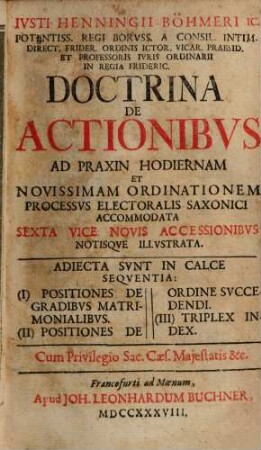 IVSTI HENNINGII BÖHMERI IC.
POTENTISS. REGI BORVSS. A CONSIL. INTIM.
DIRECT, FRIDER. ORDINIS ICTOR, VICAR. PRAESID.
ET PROFESSORIS IVRIS ORDINARII
IN REGIA FRIDERIC.
DOCTRINA
DE
ACTIONIBVS
AD PRAXIN HODIERNAM
ET
NOVISSIMAM ORDINATIONEM
PROCESSVS ELECTORALIS SAXONICI
ACCOMMODATA
SEXTA VICE NOVIS ACCESSIONIBVS
NOTISQVE ILLVSTRATA.
ADIECTA SVNT IN CALCE
SEQVENTIA:
(I) POSITIONES DE
GRADIBVS MATRI-
MONIALIBVS.
(II) POSITIONES DE
ORDINE SVCCE-
DENDI.
(III) TRIPLEX IN-
DEX.
Cum Privilegio Sac. Cæs. Majestatis &c.
Francofurti ad Mœnum,
Apud JOH. LEONHARDUM BUCHNER,
MDCCXXXVIII.